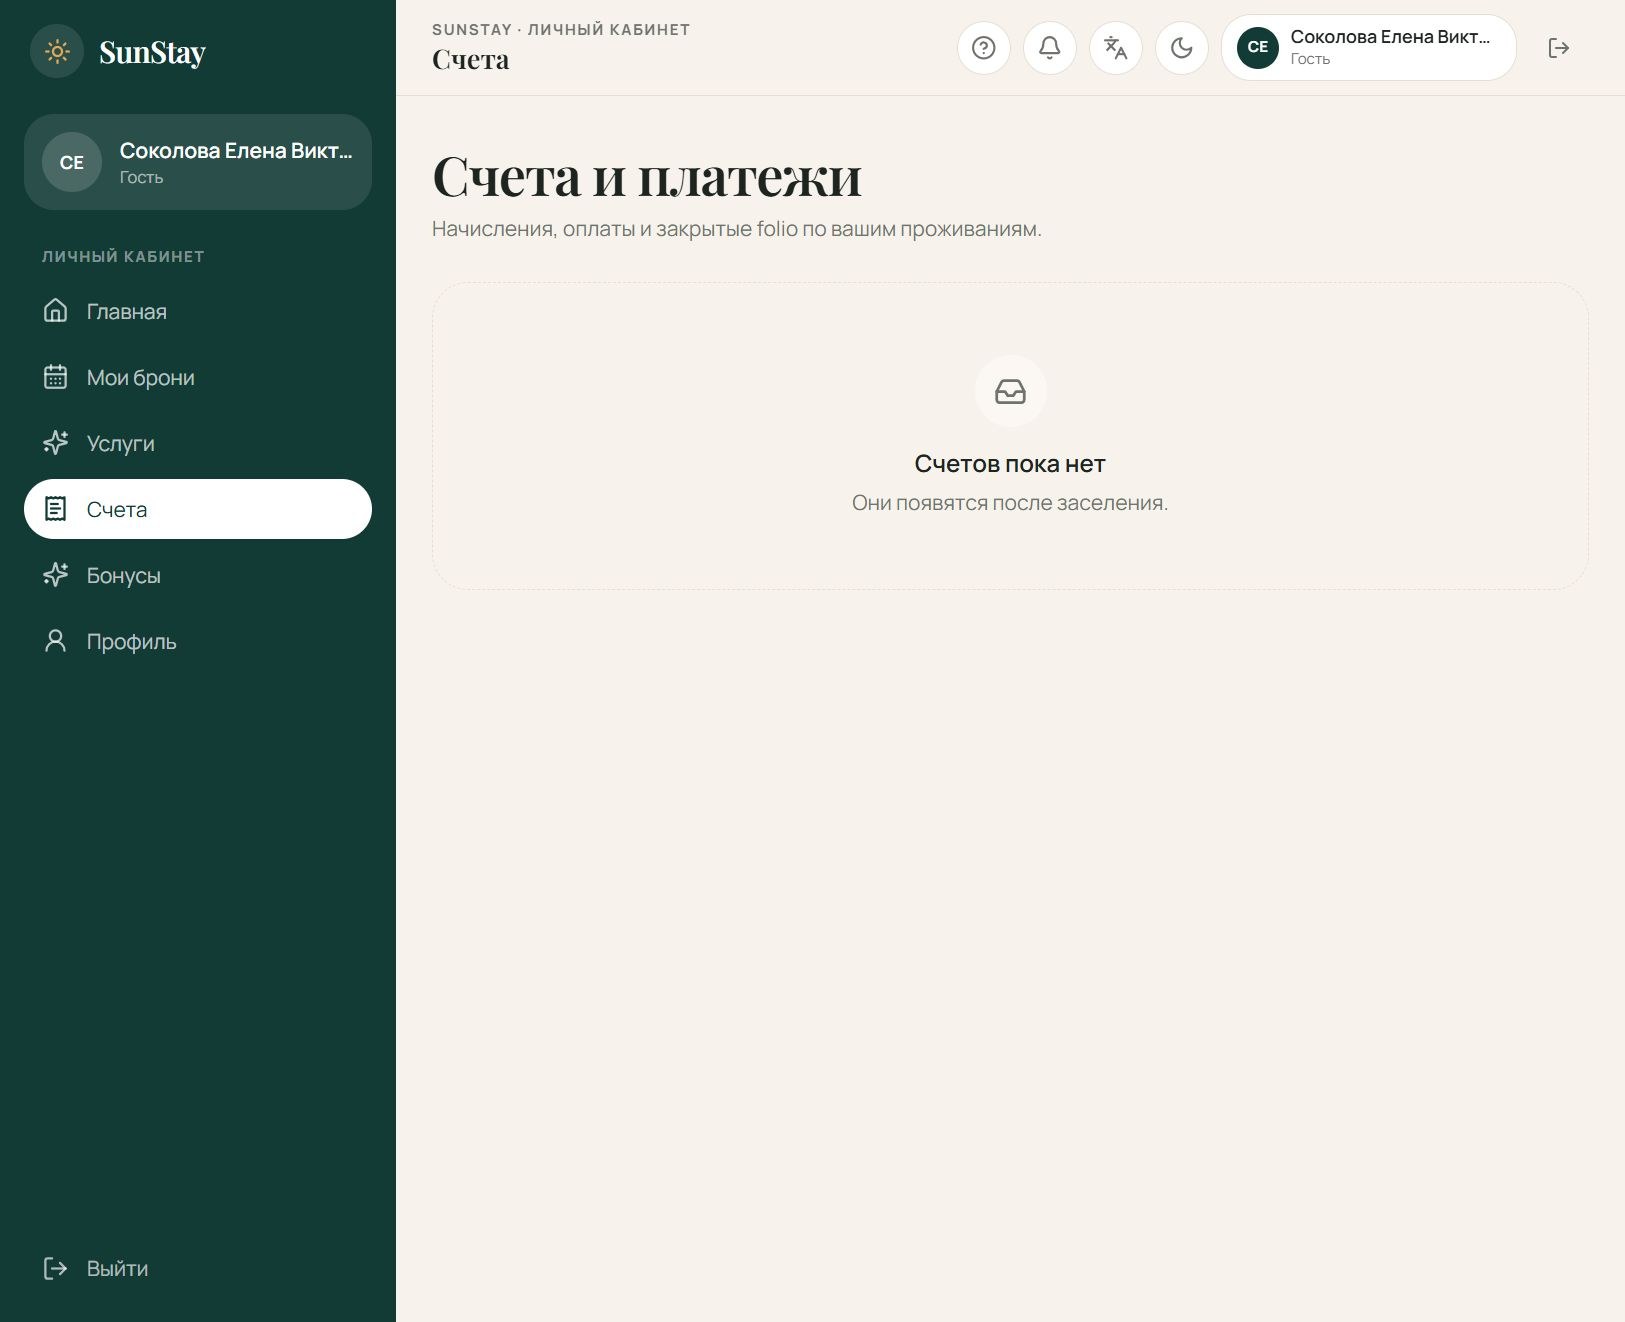 SunStay
СЕ
Соколова Елена Викт...
Гость
ЛИЧНЫЙ КАБИНЕТ
Главная
Мои брони
Услуги
Счета
Бонусы
Профиль
Выйти
SUNSTAY · ЛИЧНЫЙ КАБИНЕТ
Счета
СЕ
Соколова Елена Викт...
Гость
Счета и платежи
Начисления, оплаты и закрытые folio по вашим проживаниям.
Счетов пока нет
Они появятся после заселения.